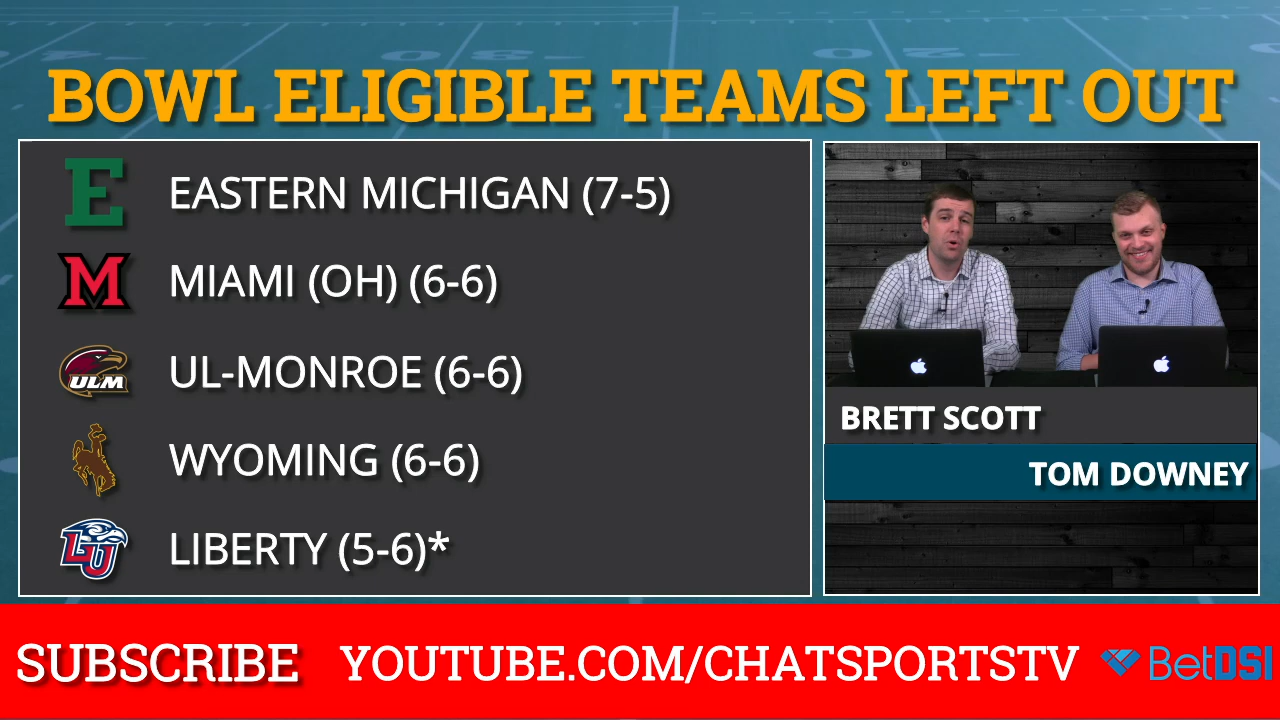 BOWL ELIGIBLE TEAMS LEFT OUT
E
EASTERN MICHIGAN (7-5)
M
MIAMI (OH) (6-6)
ULM
UL-MONROE (6-6)
WYOMING (6-6)
LU
LIBERTY (5-6)*
BRETT SCOTT
TOM DOWNEY
SUBSCRIBE YOUTUBE.COM/CHATSPORTSTV BetDSI